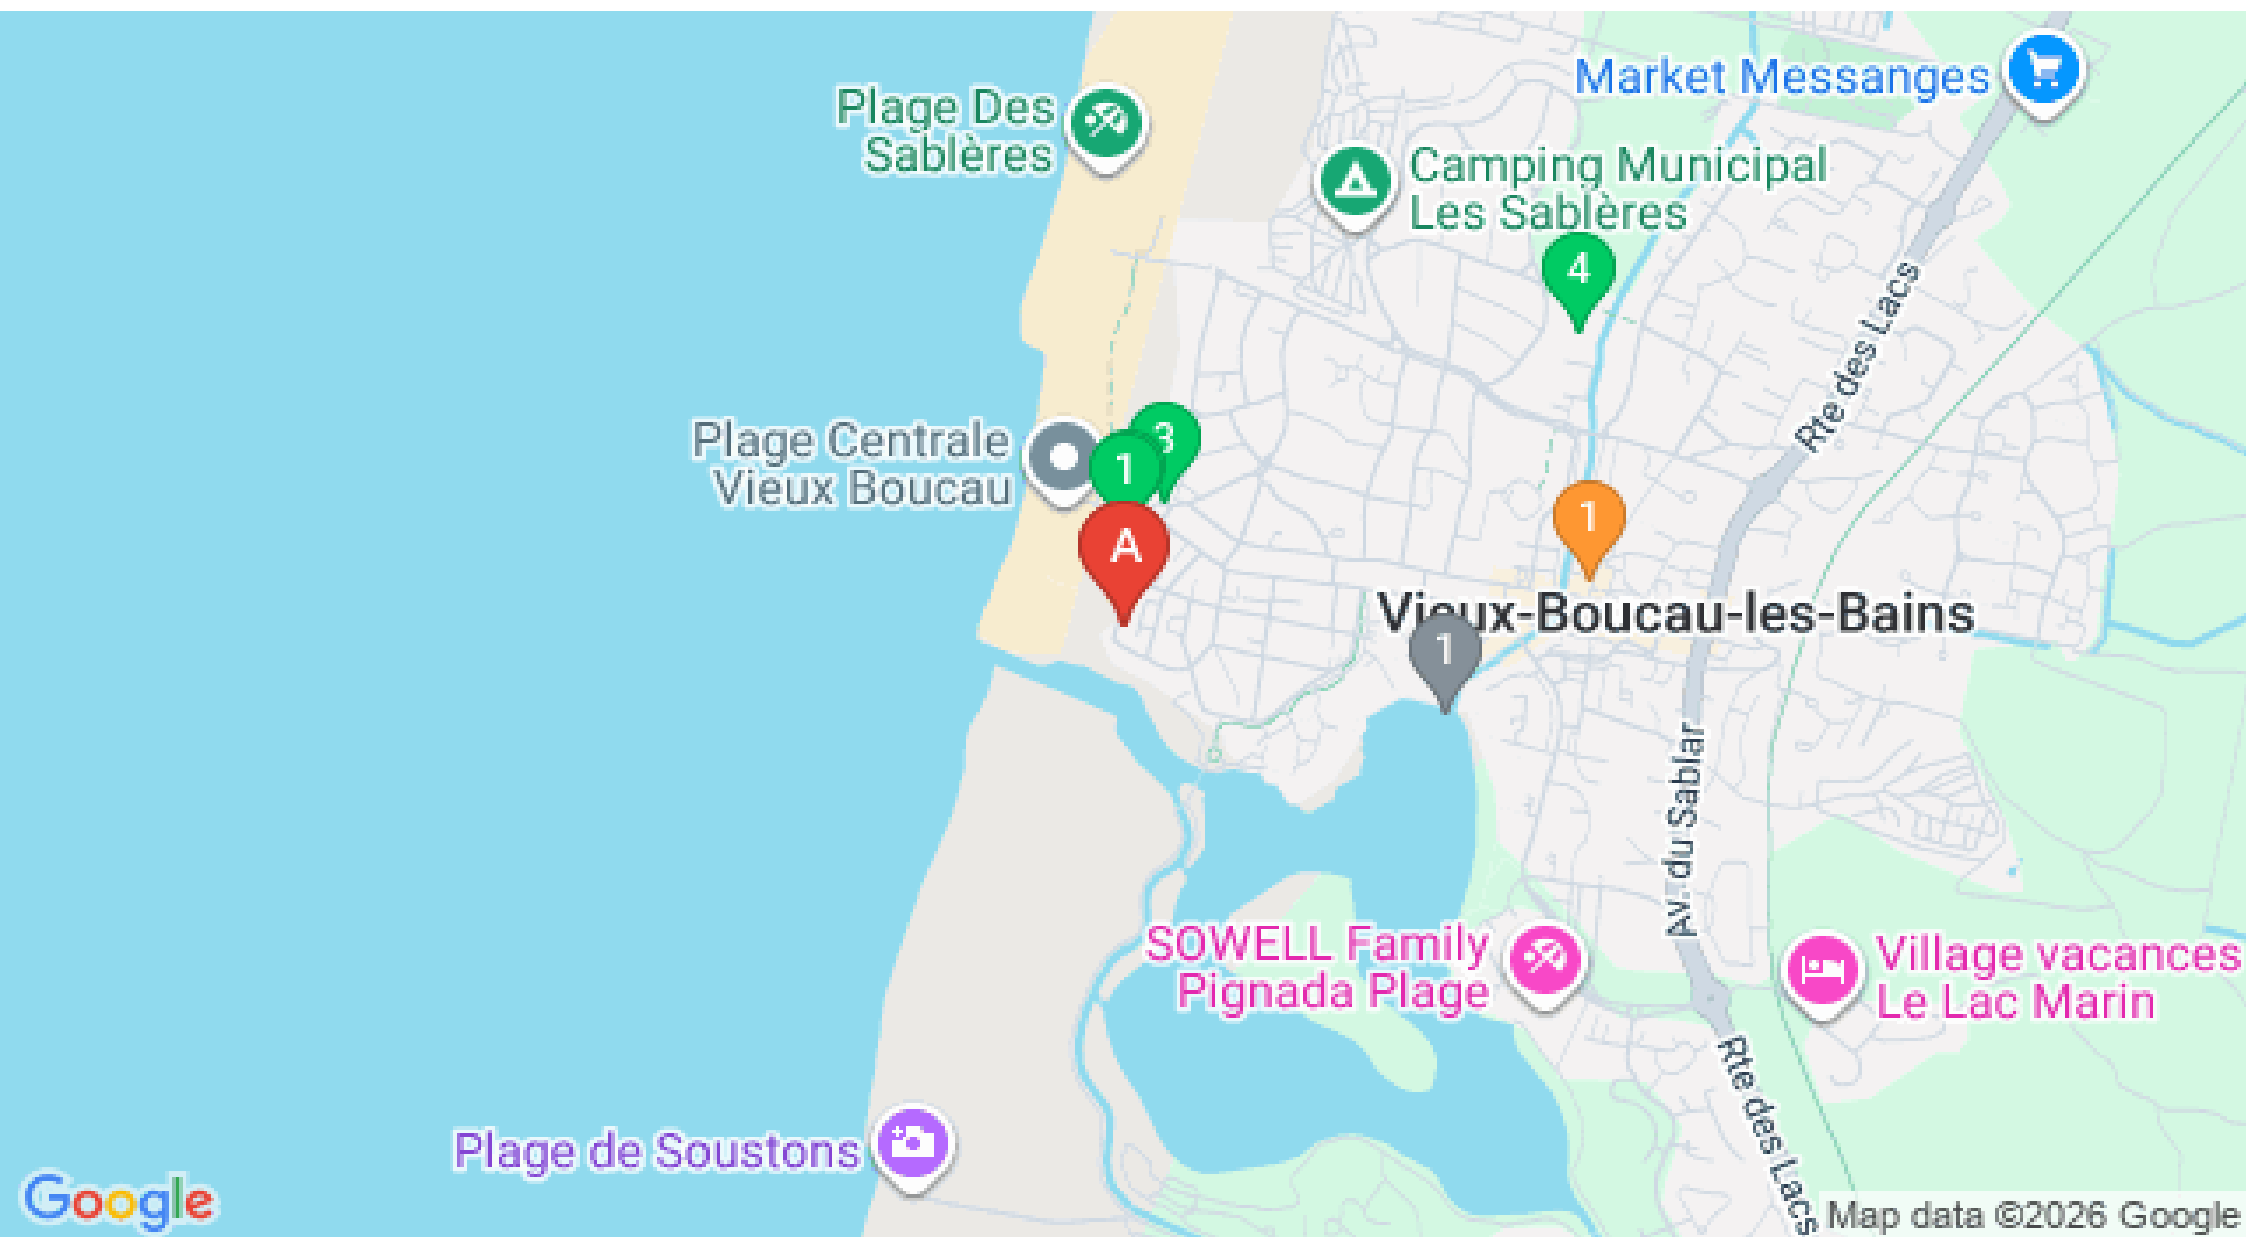 Market Messanges
Plage Des
Sablères
Camping Municipal
Les Sablères
4
Rte des Lacs
Plage Centrale
Vieux Boucau
3
1
A
1
Vieux-Boucau-les-Bains
1
Av. du Sablar
SOWELL Family
Pignada Plage
Village vacances
Le Lac Marin
Rte des Lacs
Plage de Soustons
Google
Map data ©2026 Google